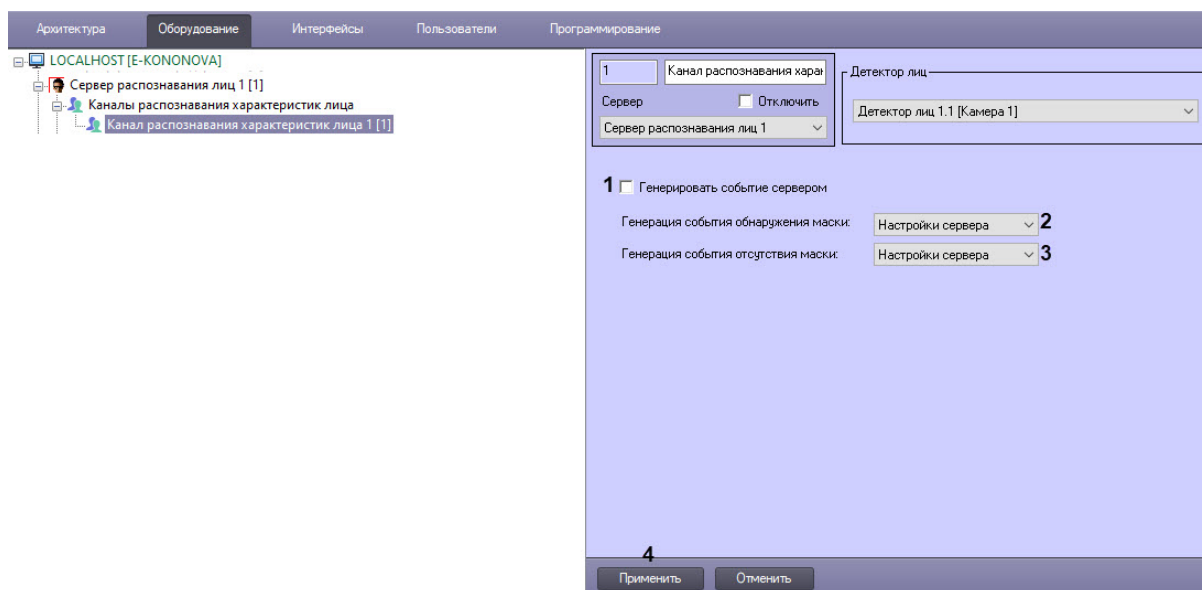 Архитектура Оборудование Интерфейсы Пользователи Программирование
LOCALHOST [E-KONONOVA]
Сервер распознавания лиц 1 [1]
Каналы распознавания характеристик лица
Канал распознавания характеристик лица 1 [1]
1 Канал распознавания харак
Сервер Отключить
Сервер распознавания лиц 1
Детектор лиц
Детектор лиц 1.1 [Камера 1]
1 Генерировать событие сервером
Генерация события обнаружения маски: Настройки сервера 2
Генерация события отсутствия маски: Настройки сервера 3
4
Применить Отменить